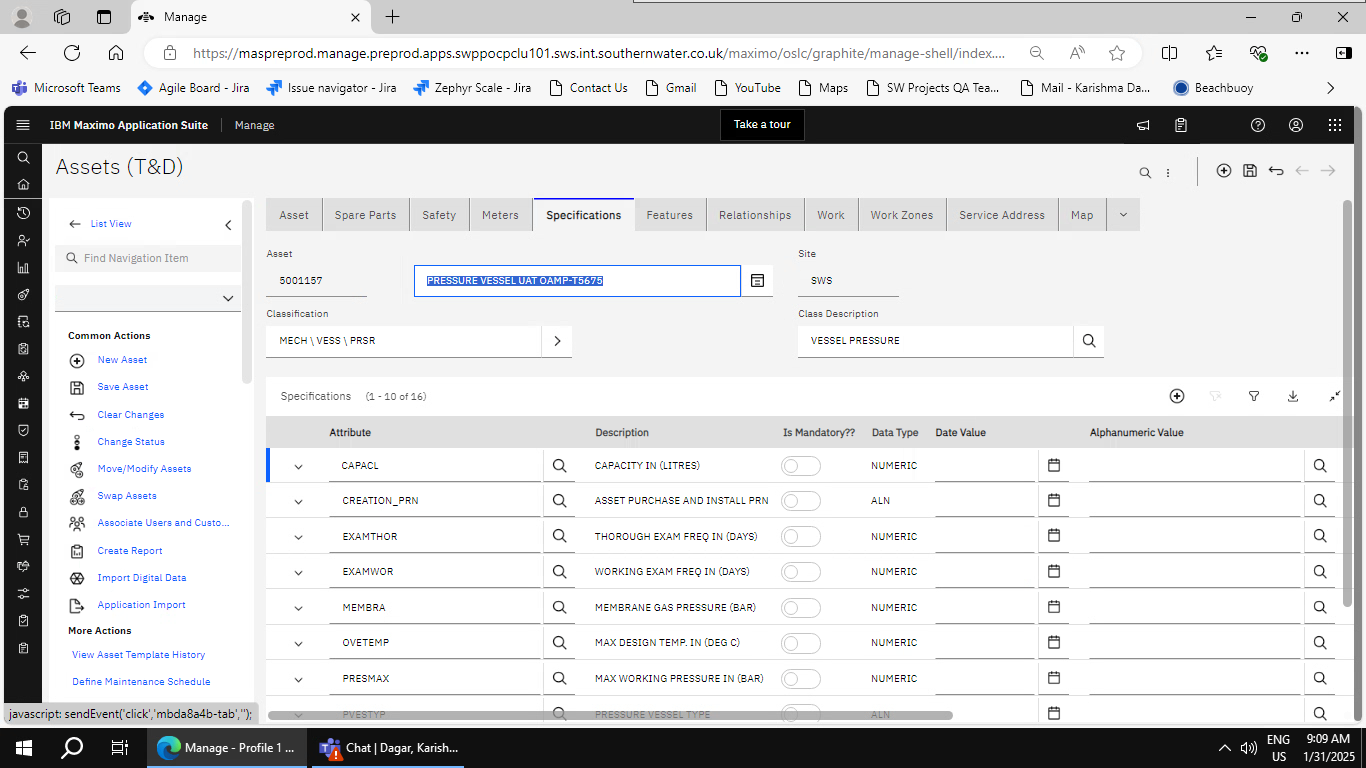 Manage
https://maspreprod.manage.preprod.apps.swppocpclu101.sws.int.southernwater.co.uk/maximo/oslc/graphite/manage-shell/index....
Microsoft Teams
Agile Board - Jira
Issue navigator - Jira
Zephyr Scale - Jira
Contact Us
Gmail
YouTube
Maps
SW Projects QA Tea...
Mail - Karishma Da...
Beachbuoy
IBM Maximo Application Suite
Manage
Take a tour
Assets (T&D)
List View
Find Navigation Item
Common Actions
New Asset
Save Asset
Clear Changes
Change Status
Move/Modify Assets
Swap Assets
Associate Users and Custo...
Create Report
Import Digital Data
Application Import
More Actions
View Asset Template History
Define Maintenance Schedule
Asset
Spare Parts
Safety
Meters
Specifications
Features
Relationships
Work
Work Zones
Service Address
Map
Asset
Site
5001157
PRESSURE VESSEL UAT OAMP-T5675
SWS
Classification
Class Description
MECH \ VESS \ PRSR
VESSEL PRESSURE
Specifications (1 - 10 of 16)
Attribute Description Is Mandatory?? Data Type Date Value Alphanumeric Value
CAPACL CAPACITY IN (LITRES) NUMERIC
CREATION_PRN ASSET PURCHASE AND INSTALL PRN ALN
EXAMTHOR THOROUGH EXAM FREQ IN (DAYS) NUMERIC
EXAMWOR WORKING EXAM FREQ IN (DAYS) NUMERIC
MEMBRA MEMBRANE GAS PRESSURE (BAR) NUMERIC
OVETEMP MAX DESIGN TEMP. IN (DEG C) NUMERIC
PRESMAX MAX WORKING PRESSURE IN (BAR) NUMERIC
PVESTYP PRESSURE VESSEL TYPE ALN
javascript: sendEvent('click','mbda8a4b-tab','');
Manage - Profile 1 ...
Chat | Dagar, Karish...
ENG
US
9:09 AM
1/31/2025